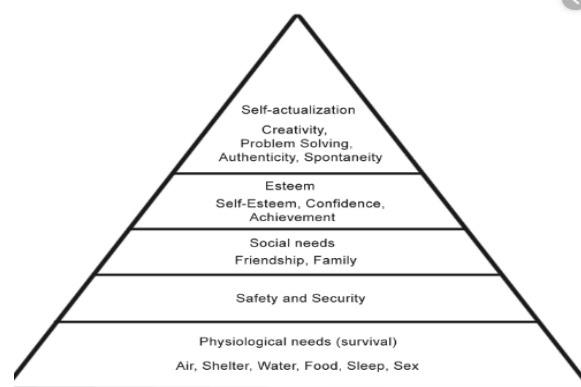 Self-actualization
Creativity,
Problem Solving,
Authenticity, Spontaneity
Esteem
Self-Esteem, Confidence,
Achievement
Social needs
Friendship, Family
Safety and Security
Physiological needs (survival)
Air, Shelter, Water, Food, Sleep, Sex